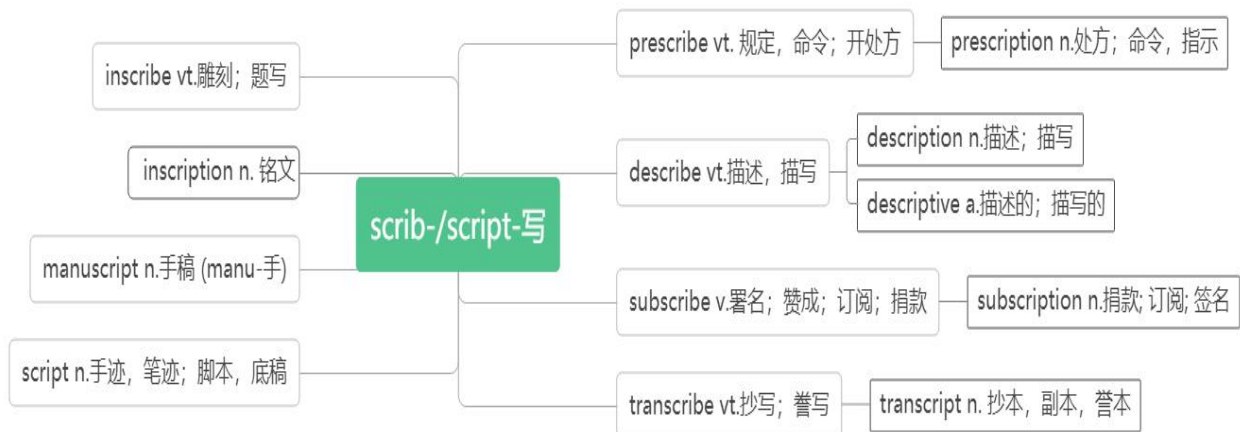 scrib-/script-写
inscribe vt.雕刻；题写
inscription n. 铭文
manuscript n.手稿 (manu-手)
script n.手迹，笔迹；脚本，底稿
prescribe vt. 规定，命令；开处方
prescription n.处方；命令，指示
describe vt.描述，描写
description n.描述；描写
descriptive a.描述的；描写的
subscribe v.署名；赞成；订阅；捐款
subscription n.捐款; 订阅; 签名
transcribe vt.抄写；誊写
transcript n. 抄本，副本，誉本